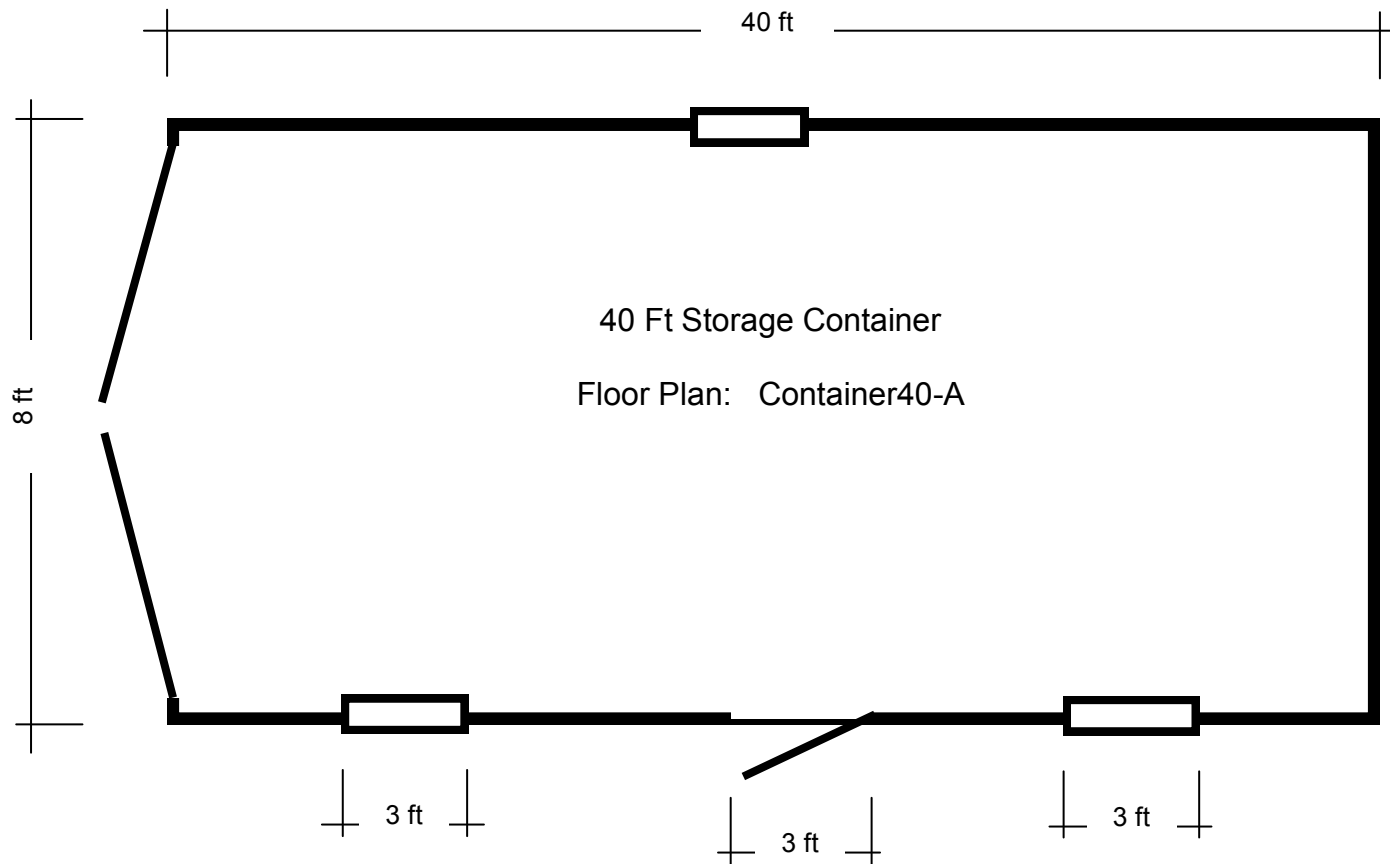 40 ft
8 ft
40 Ft Storage Container
Floor Plan: Container40-A
3 ft
3 ft
3 ft